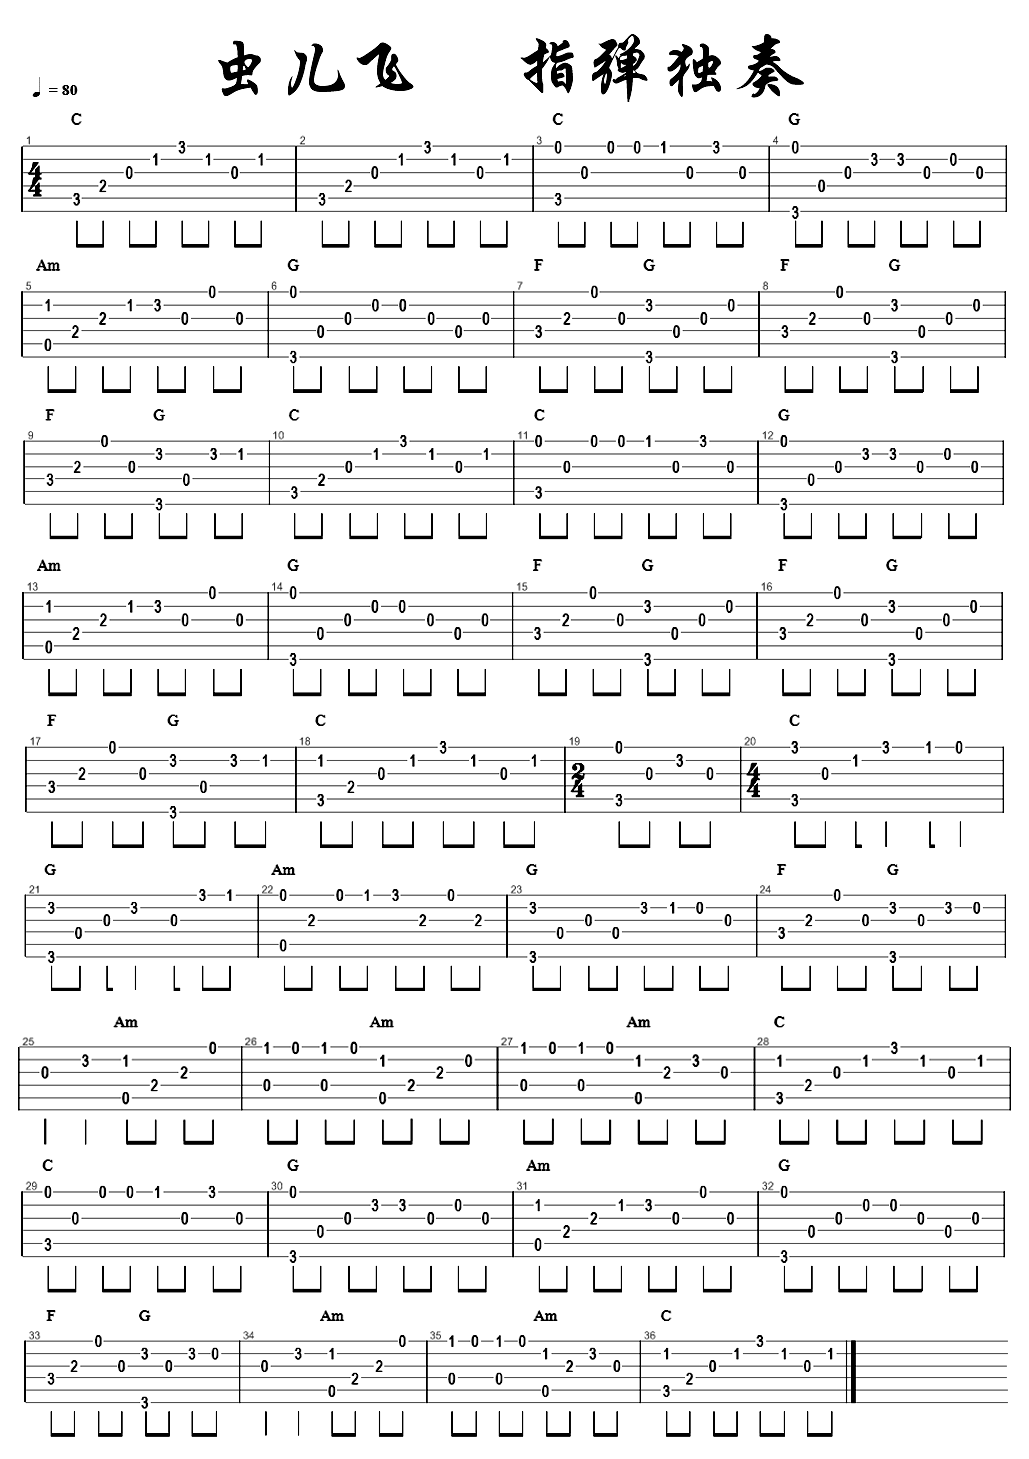 虫儿飞 指弹独奏
♩ = 80
C C G
1 2 3 4
4/4
3 2 0 1 3 1 0 1 3 2 0 1 3 1 0 1 0 3 0 0 0 1 0 3 0 0 3 0 0 3 3 0 0 0
Am G F G F G
5 6 7 8
1 0 2 2 1 3 0 0 0 0 3 0 0 0 0 0 0 0 3 2 0 0 3 3 0 0 0 3 2 0 0 3 3 0 0 0
F G C C G
9 10 11 12
3 2 0 0 3 3 0 3 1 3 2 0 1 3 1 0 1 0 3 0 0 0 1 0 3 0 0 3 0 0 3 3 0 0 0
Am G F G F G
13 14 15 16
1 0 2 2 1 3 0 0 0 0 3 0 0 0 0 0 0 0 3 2 0 0 3 3 0 0 0 3 2 0 0 3 3 0 0 0
F G C C
17 18 19 20
2/4 4/4
3 2 0 0 3 3 0 3 1 1 3 2 0 1 3 1 0 1 0 3 0 3 0 3 3 0 1 3 1 0
G Am G F G
21 22 23 24
3 3 0 0 3 0 3 1 0 0 2 0 1 3 2 0 2 3 3 0 0 0 3 1 0 0 3 2 0 0 3 3 0 3 0
Am Am Am C
25 26 27 28
0 3 1 0 2 2 0 1 0 0 1 0 0 1 0 2 2 0 1 0 0 1 0 0 1 0 2 3 0 1 3 2 0 1 3 1 0 1
C G Am G
29 30 31 32
0 3 0 0 0 1 0 3 0 0 3 0 0 3 3 0 0 0 1 0 2 2 1 3 0 0 0 0 3 0 0 0 0 0 0 0
F G Am Am C
33 34 35 36
3 2 0 0 3 3 0 3 0 0 3 1 0 2 2 0 1 0 0 1 0 0 1 0 2 3 0 1 3 2 0 1 3 1 0 1